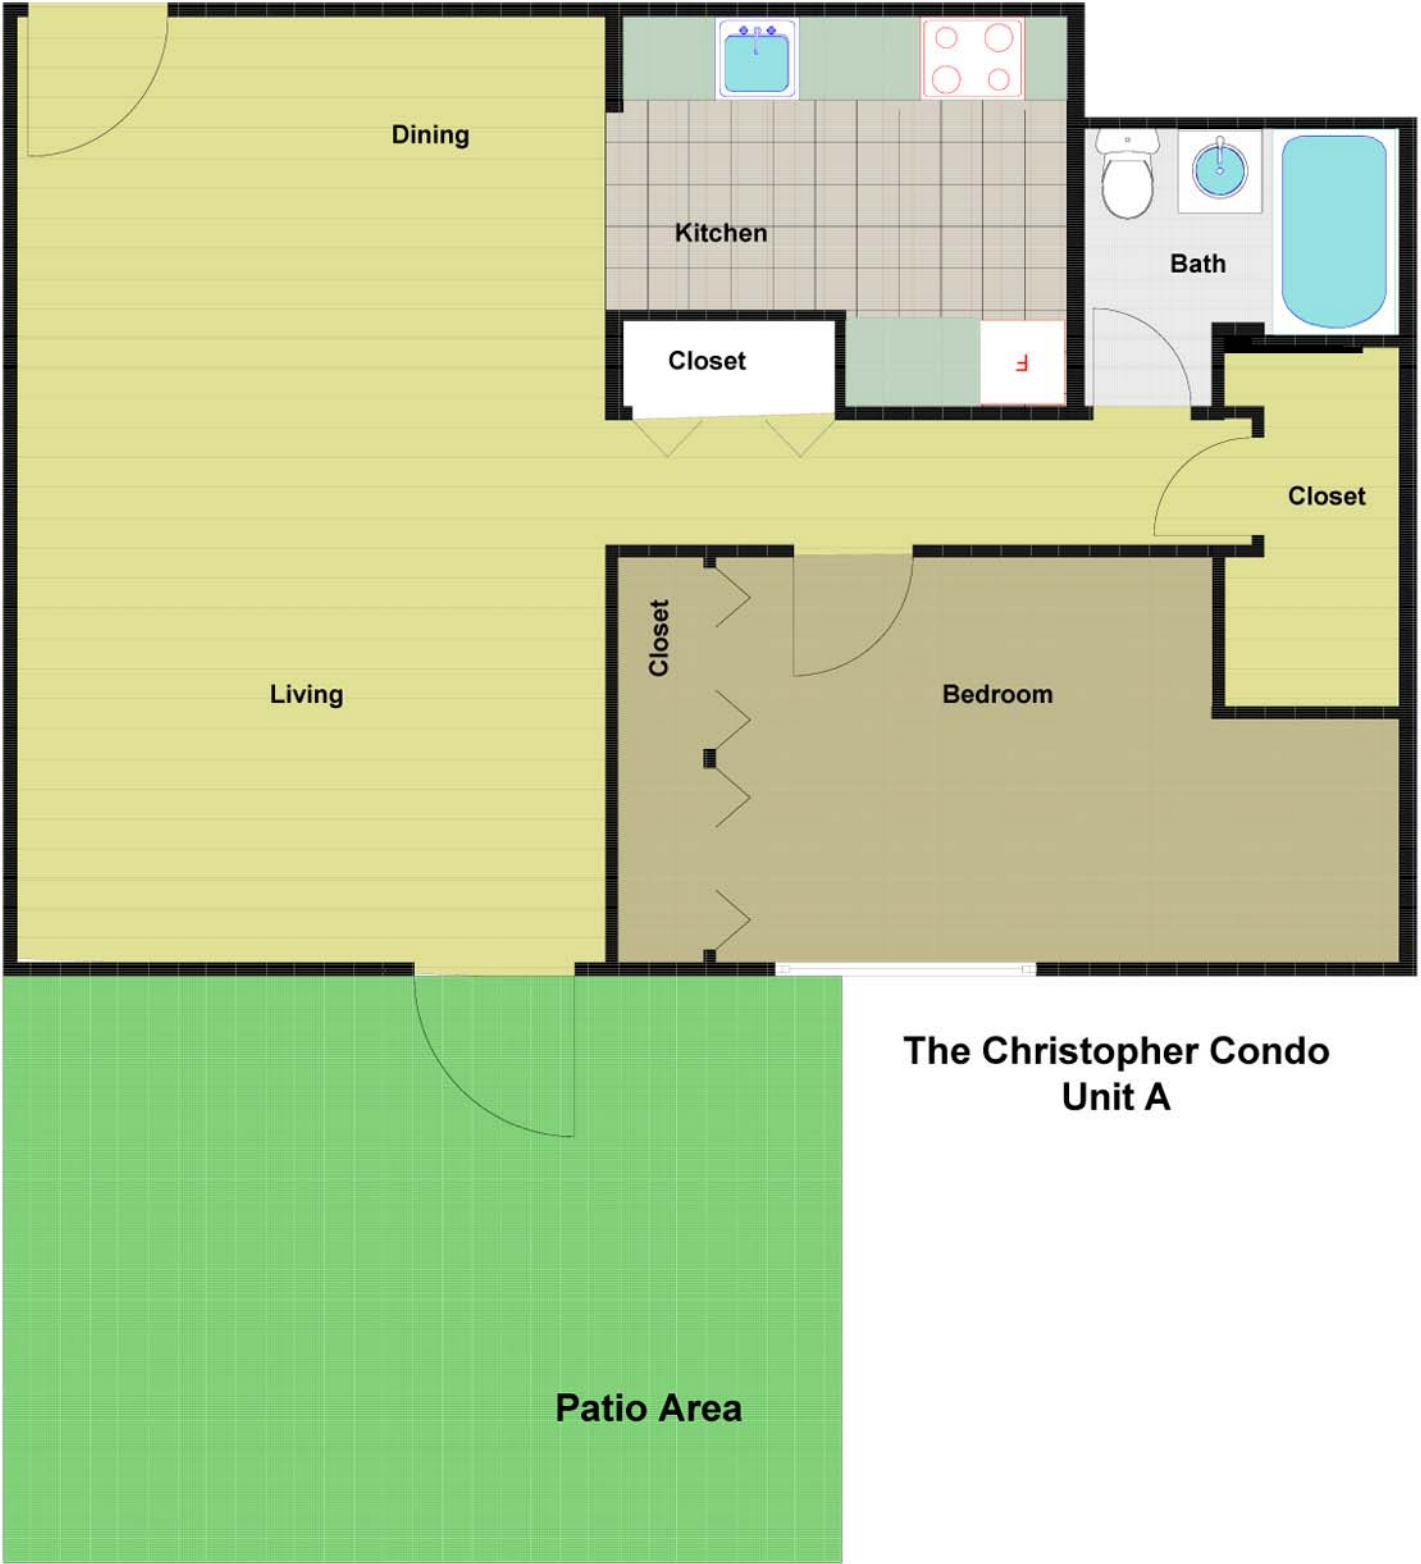 Dining
Kitchen
Bath
Closet
F
Closet
Closet
Living
Bedroom
The Christopher Condo
Unit A
Patio Area